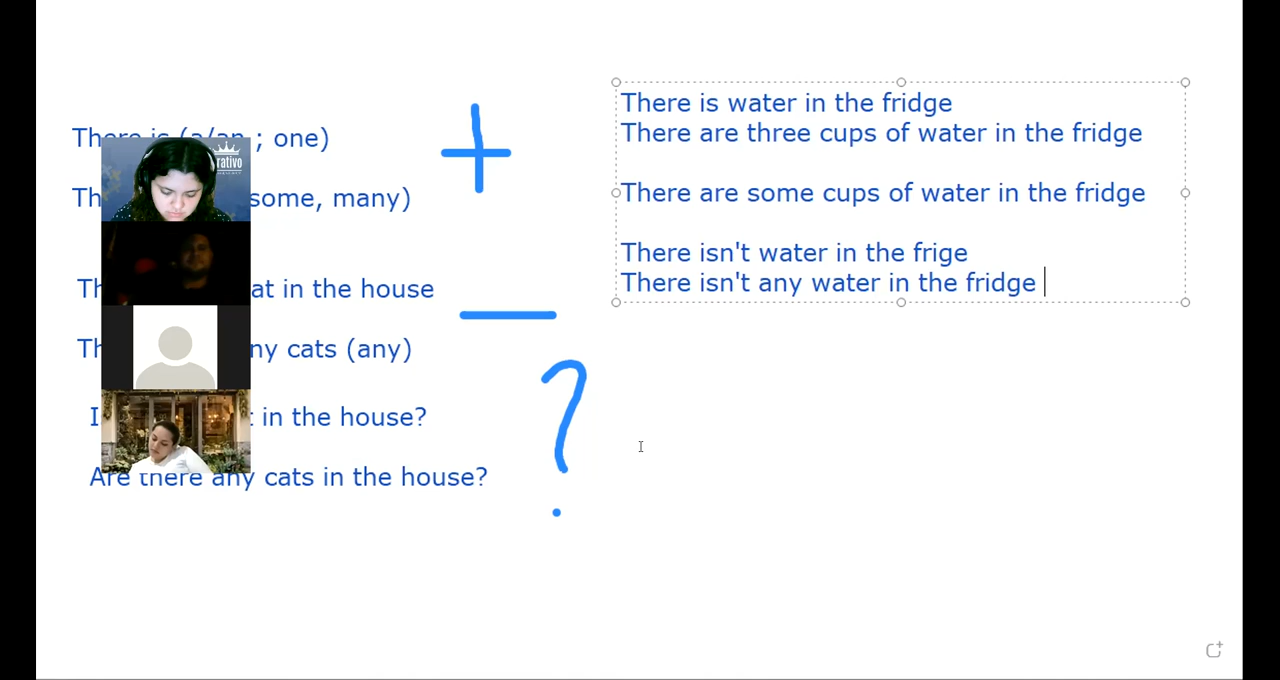 There is (a/an ; one)
some, many)
at in the house
ny cats (any)
in the house?
Are there any cats in the house?
rativo
+
—
?
There is water in the fridge
There are three cups of water in the fridge
There are some cups of water in the fridge
There isn't water in the frige
There isn't any water in the fridge